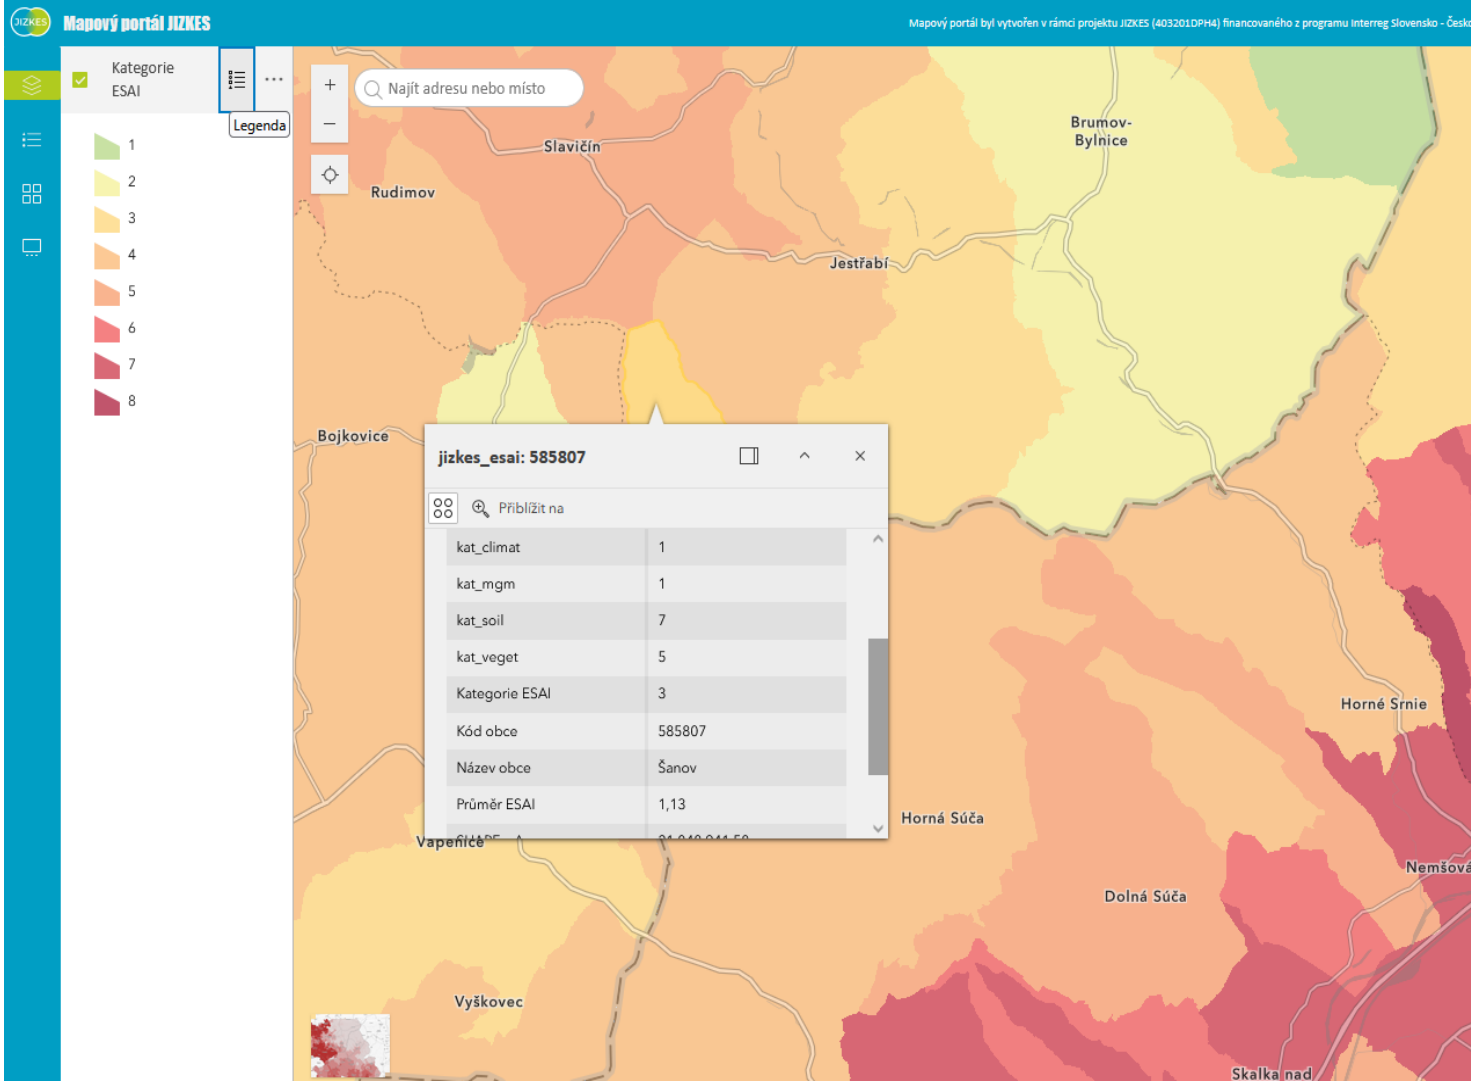 JIZKES
Mapový portál JIZKES
Mapový portál byl vytvořen v rámci projektu JIZKES (403201DPH4) financovaného z programu Interreg Slovensko - Česko
Kategorie
ESAI
Legenda
1
2
3
4
5
6
7
8
Najít adresu nebo místo
Slavičín
Rudimov
Brumov-
Bylnice
Jestřabí
Bojkovice
jizkes_esai: 585807
Přiblížit na
kat_climat 1
kat_mgm 1
kat_soil 7
kat_veget 5
Kategorie ESAI 3
Kód obce 585807
Název obce Šanov
Průměr ESAI 1,13
Vápenice
Horné Srnie
Horná Súča
Nemšová
Dolná Súča
Vyškovec
Skalka nad